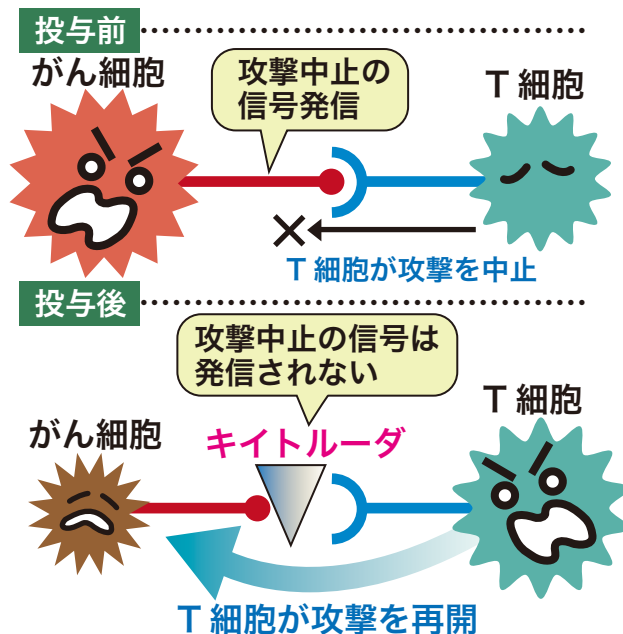 投与前
がん細胞
攻撃中止の
信号発信
T 細胞
T 細胞が攻撃を中止
投与後
攻撃中止の信号は
発信されない
T 細胞
がん細胞
キイトルーダ
T 細胞が攻撃を再開